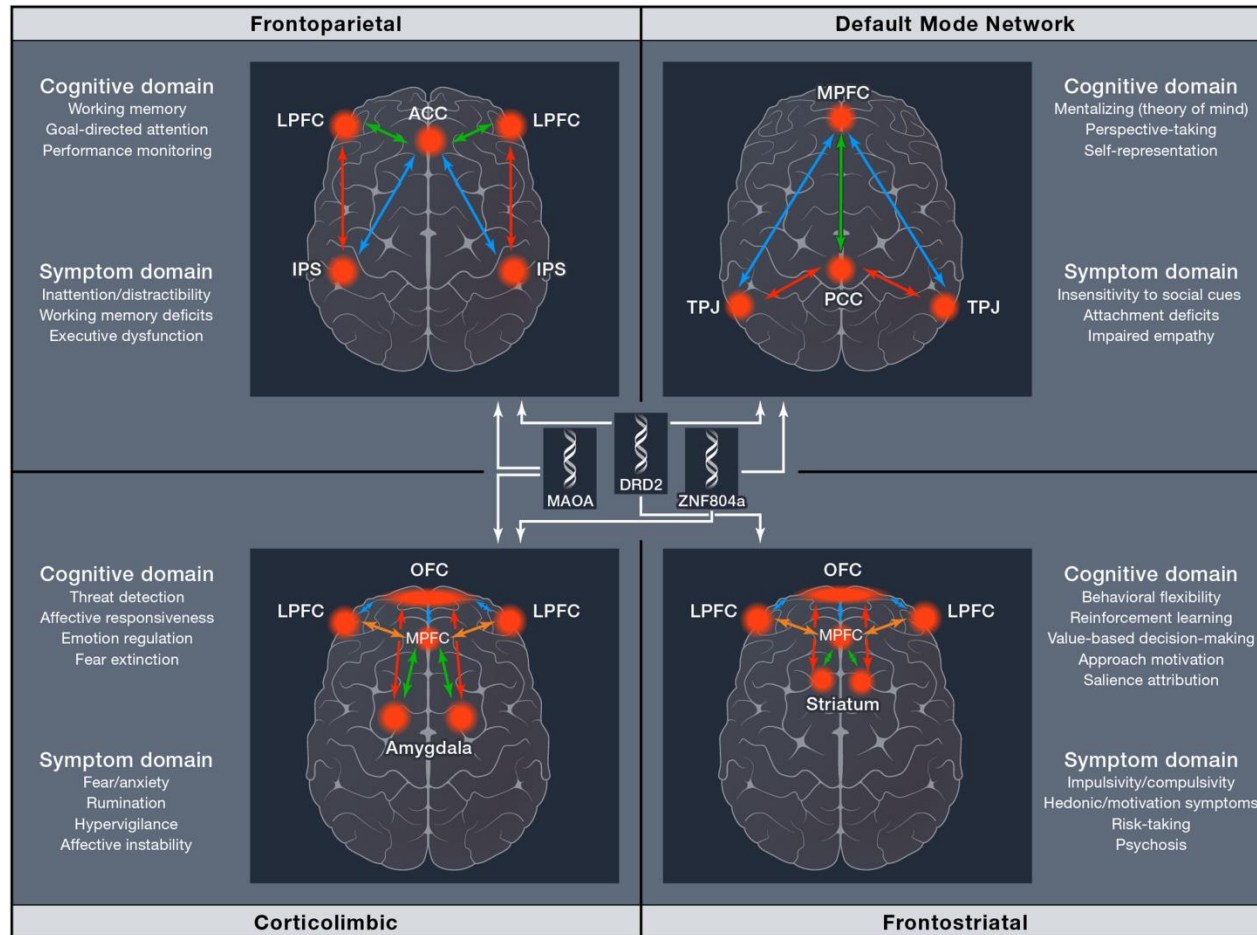 Frontoparietal
Default Mode Network
Cognitive domain
Working memory
Goal-directed attention
Performance monitoring
Symptom domain
Inattention/distractibility
Working memory deficits
Executive dysfunction
LPFC
ACC
LPFC
IPS
IPS
MPFC
TPJ
PCC
TPJ
Cognitive domain
Mentalizing (theory of mind)
Perspective-taking
Self-representation
Symptom domain
Insensitivity to social cues
Attachment deficits
Impaired empathy
MAOA
DRD2
ZNF804a
Cognitive domain
Threat detection
Affective responsiveness
Emotion regulation
Fear extinction
Symptom domain
Fear/anxiety
Rumination
Hypervigilance
Affective instability
OFC
LPFC
LPFC
MPFC
Amygdala
OFC
LPFC
LPFC
MPFC
Striatum
Cognitive domain
Behavioral flexibility
Reinforcement learning
Value-based decision-making
Approach motivation
Salience attribution
Symptom domain
Impulsivity/compulsivity
Hedonic/motivation symptoms
Risk-taking
Psychosis
Corticolimbic
Frontostriatal